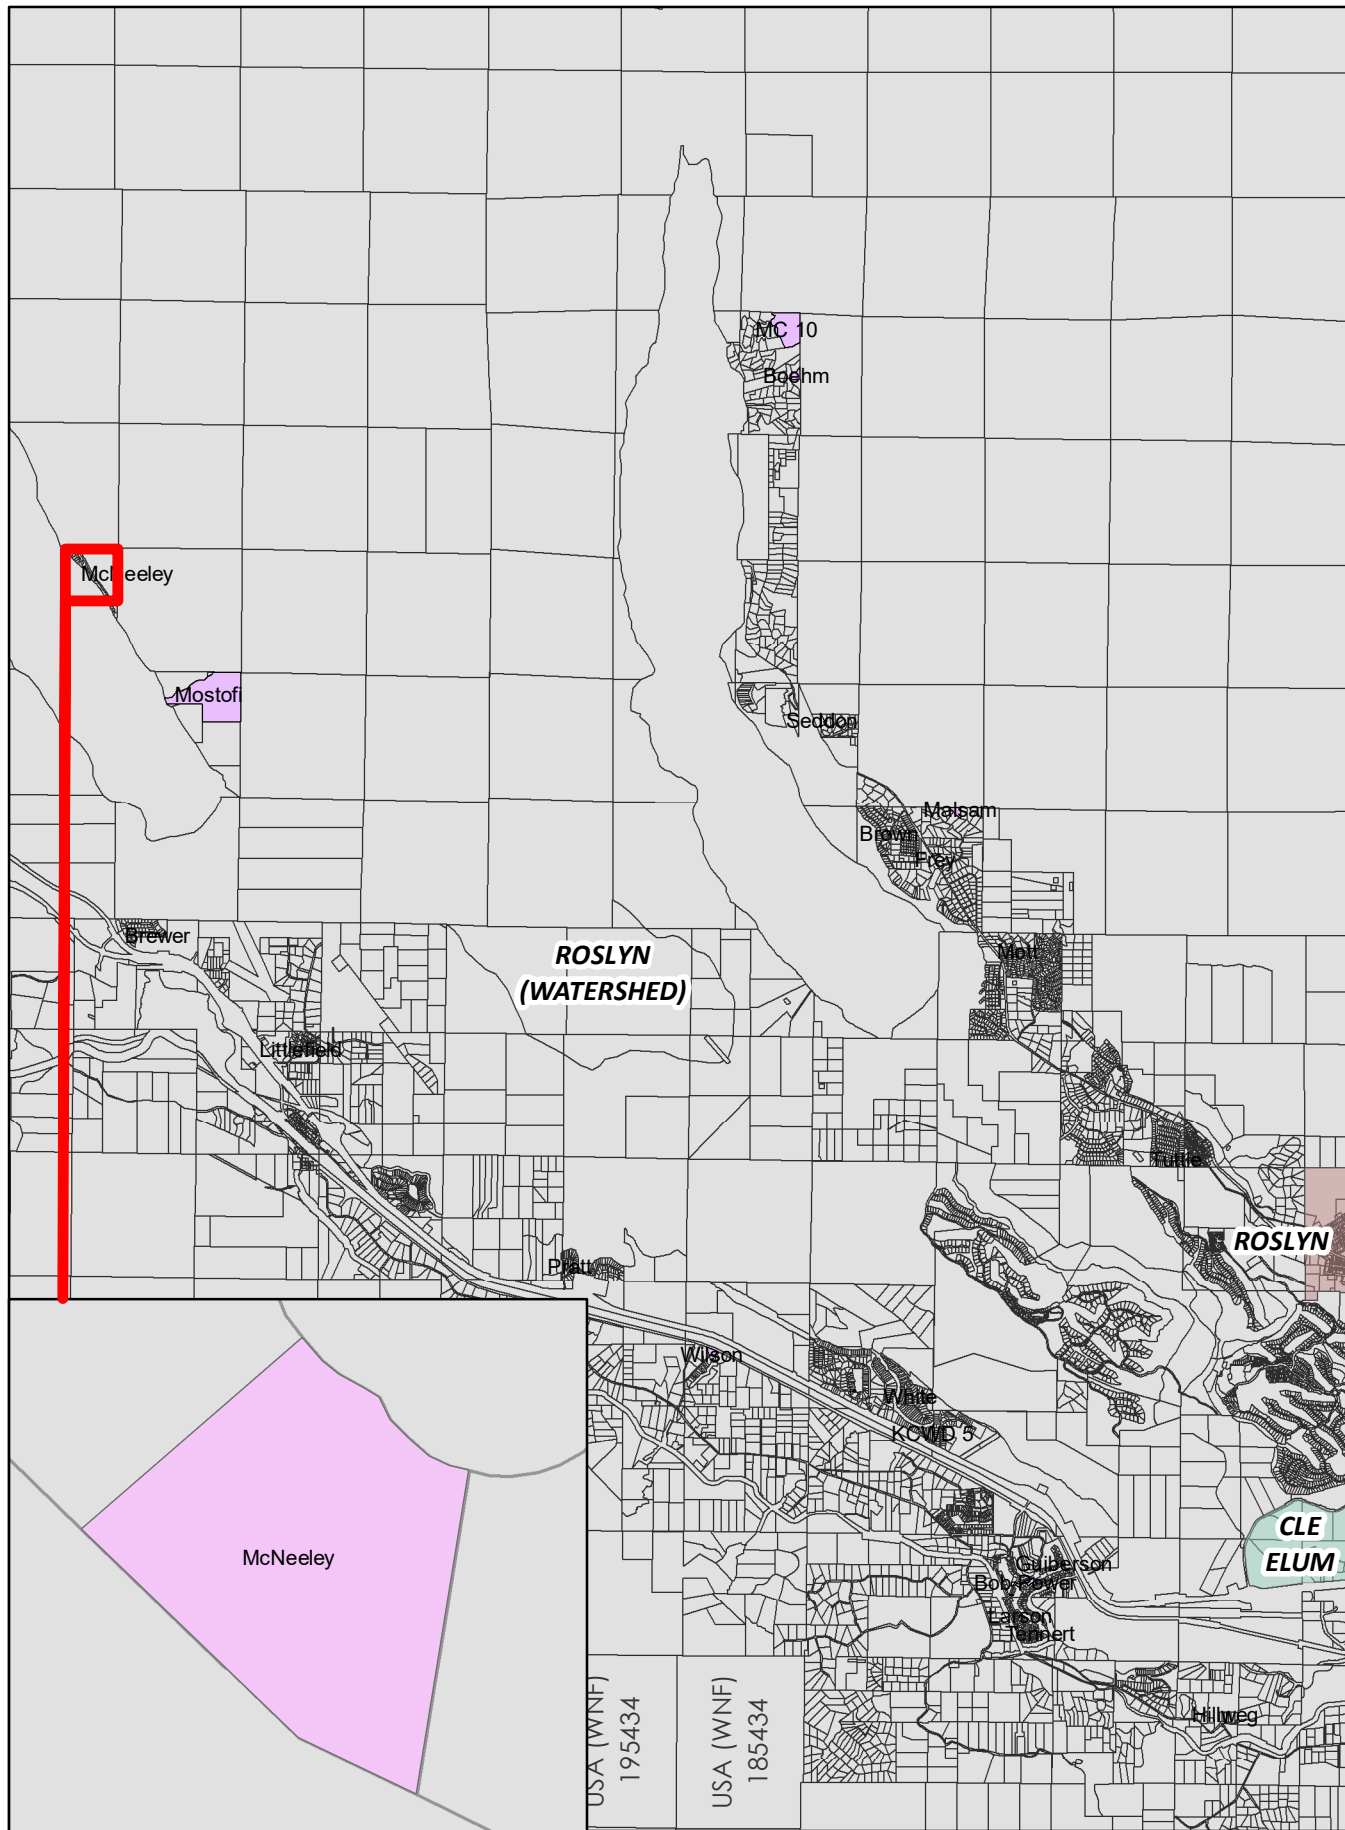 MC 10
Boehm
McNeeley
Mostofi
Seddon
Malsam
Brown
Frey
Brewer
Mott
ROSLYN
(WATERSHED)
Littlefield
Tuttle
ROSLYN
Pratt
Wilson
White
KCWD 5
CLE
ELUM
McNeeley
Guiberson
Bob Power
Larson
Tennert
USA (WNF)
195434
USA (WNF)
185434
Hillweg